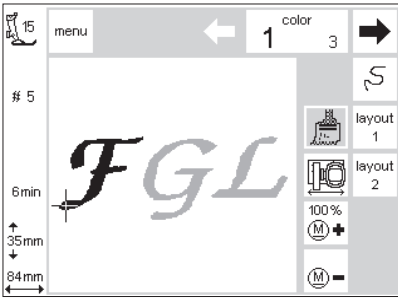 15
menu
color
1 3
# 5
layout
1
6min
layout
2
FGL
100%
M +
35mm
84mm
M -